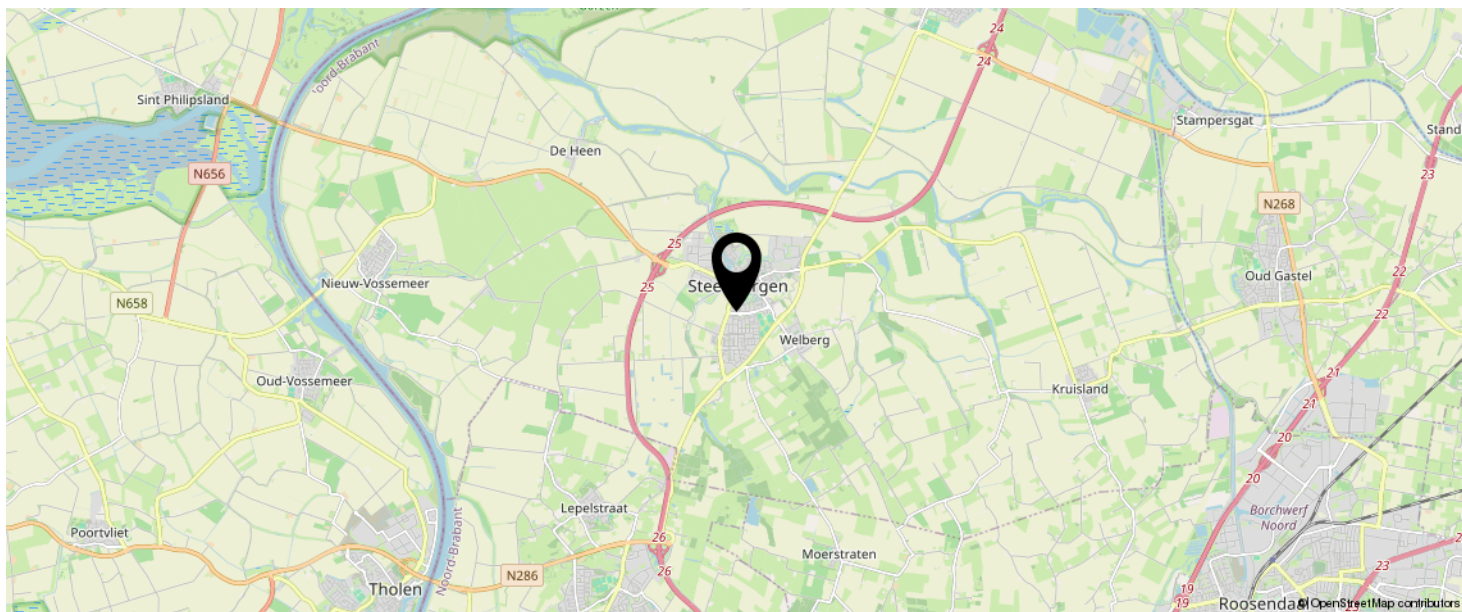 24
24
Noord-Brabant
Sint Philipsland
Stampersgat
De Heen
N656
23
N268
25
25
22
22
Nieuw-Vossemeer
Oud Gastel
N658
Welberg
Oud-Vossemeer
21
21
Kruisland
20
20
Lepelstraat
Borchwerf
Noord
Poortvliet
26
26
Moerstraten
Noord-Brabant
N286
Tholen
19
19
23
© OpenStreetMap contributors